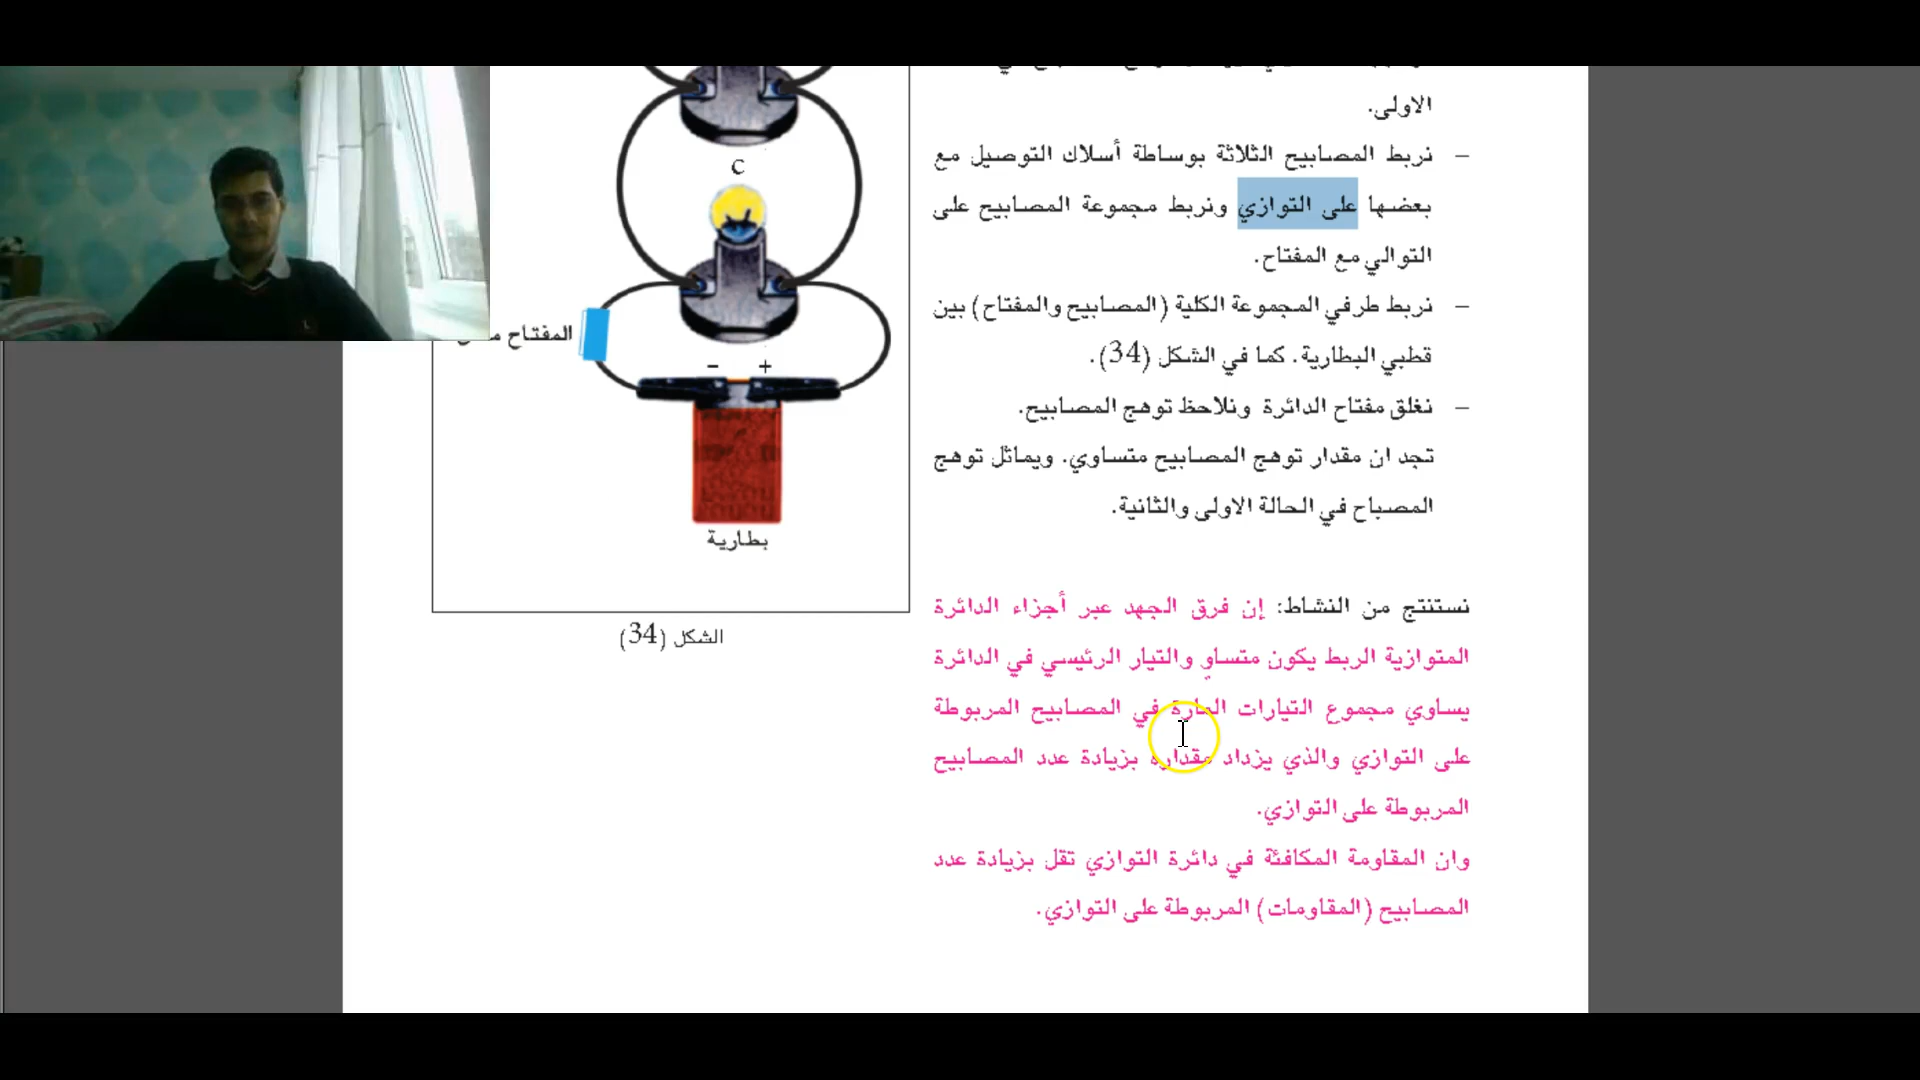 الاولى.
– نربط المصابيح الثلاثة بوساطة أسلاك التوصيل مع
بعضها على التوازي ونربط مجموعة المصابيح على
التوالي مع المفتاح.
– نربط طرفي المجموعة الكلية (المصابيح والمفتاح) بين
قطبي البطارية. كما في الشكل (34).
– نغلق مفتاح الدائرة ونلاحظ توهج المصابيح.
تجد ان مقدار توهج المصابيح متساوي. ويماثل توهج
المصباح في الحالة الاولى والثانية.
نستنتج من النشاط: إن فرق الجهد عبر أجزاء الدائرة
المتوازية الربط يكون متساوٍ والتيار الرئيسي في الدائرة
يساوي مجموع التيارات المارة في المصابيح المربوطة
على التوازي والذي يزداد مقداره بزيادة عدد المصابيح
المربوطة على التوازي.
وان المقاومة المكافئة في دائرة التوازي تقل بزيادة عدد
المصابيح (المقاومات) المربوطة على التوازي.
C
المفتاح
- +
بطارية
الشكل (34)